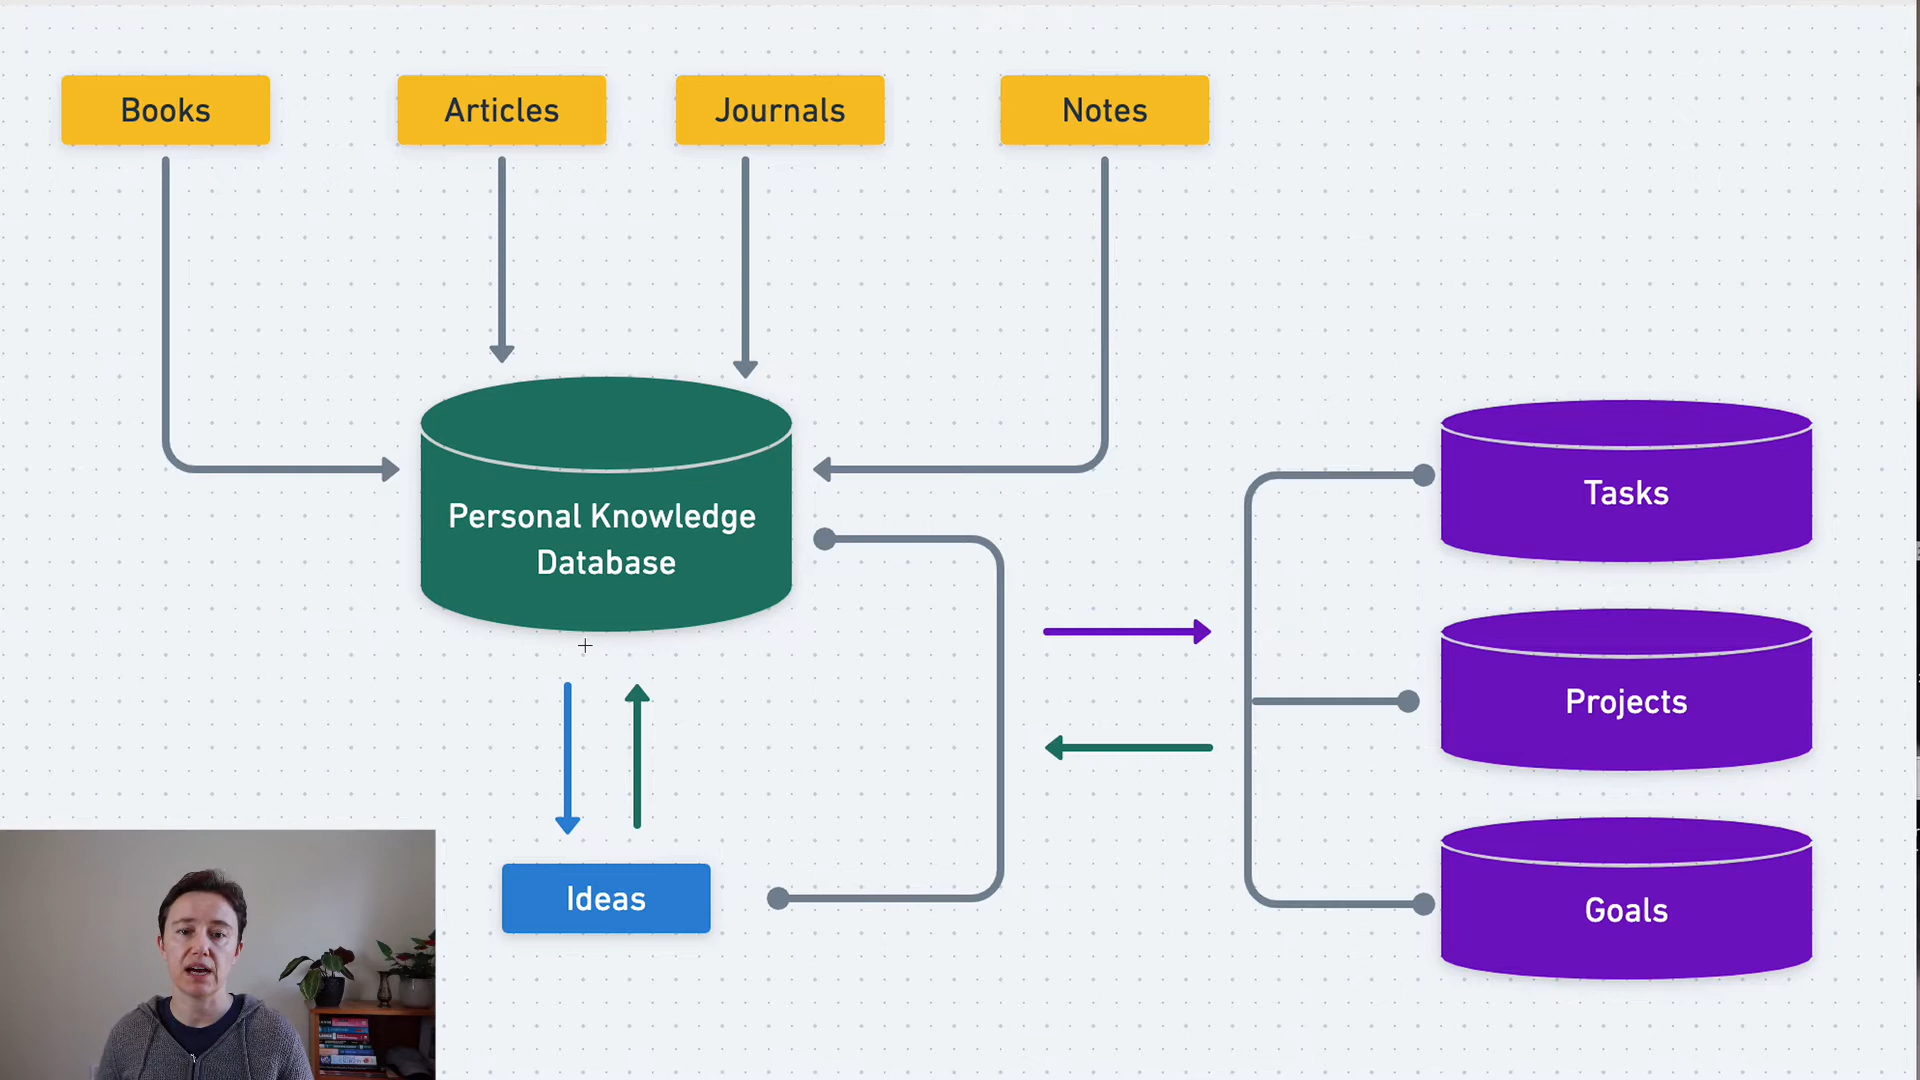 Books
Articles
Journals
Notes
Personal Knowledge
Database
Tasks
Projects
Goals
Ideas